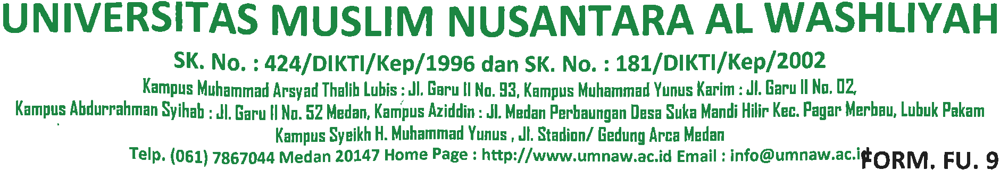 UNIVERSITAS MUSLIM NUSANTARA AL WASHLIYAH
SK. No. : 424/DIKTI/Kep/1996 dan SK. No. : 181/DIKTI/Kep/2002
Kampus Muhammad Arsyad Thalib Lubis : Jl. Garu II No. 93, Kampus Muhammad Yunus Karim : Jl. Garu II No. 02,
Kampus Abdurrahman Syihab : Jl. Garu II No. 52 Medan, Kampus Aziddin : Jl. Medan Perbaungan Desa Suka Mandi Hilir Kec. Pagar Merbau, Lubuk Pakam
Kampus Syeikh H. Muhammad Yunus , Jl. Stadion/ Gedung Arca Medan
Telp. (061) 7867044 Medan 20147 Home Page : http://www.umnaw.ac.id Email : info@umnaw.ac.id
FORM. FU. 9